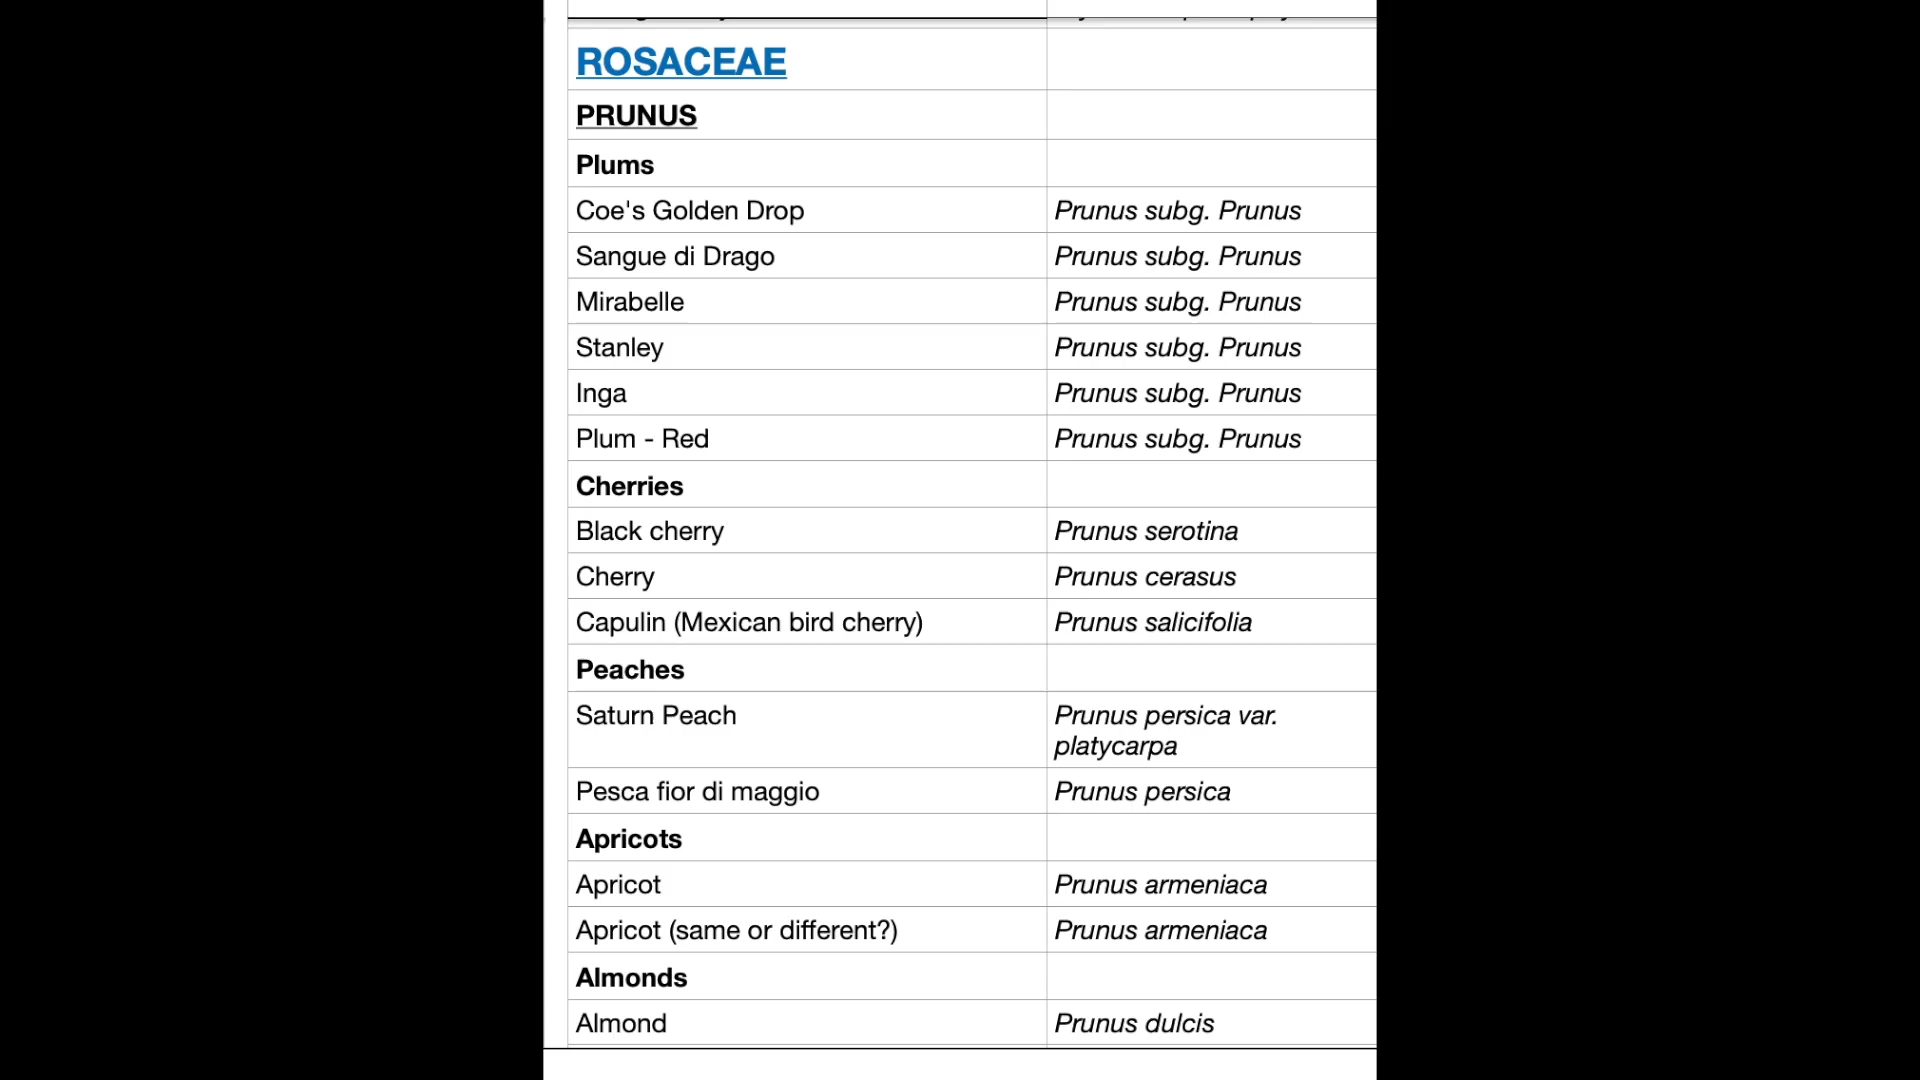 ROSACEAE
PRUNUS
Plums
Coe's Golden Drop Prunus subg. Prunus
Sangue di Drago Prunus subg. Prunus
Mirabelle Prunus subg. Prunus
Stanley Prunus subg. Prunus
Inga Prunus subg. Prunus
Plum - Red Prunus subg. Prunus
Cherries
Black cherry Prunus serotina
Cherry Prunus cerasus
Capulin (Mexican bird cherry) Prunus salicifolia
Peaches
Saturn Peach Prunus persica var.
platycarpa
Pesca fior di maggio Prunus persica
Apricots
Apricot Prunus armeniaca
Apricot (same or different?) Prunus armeniaca
Almonds
Almond Prunus dulcis